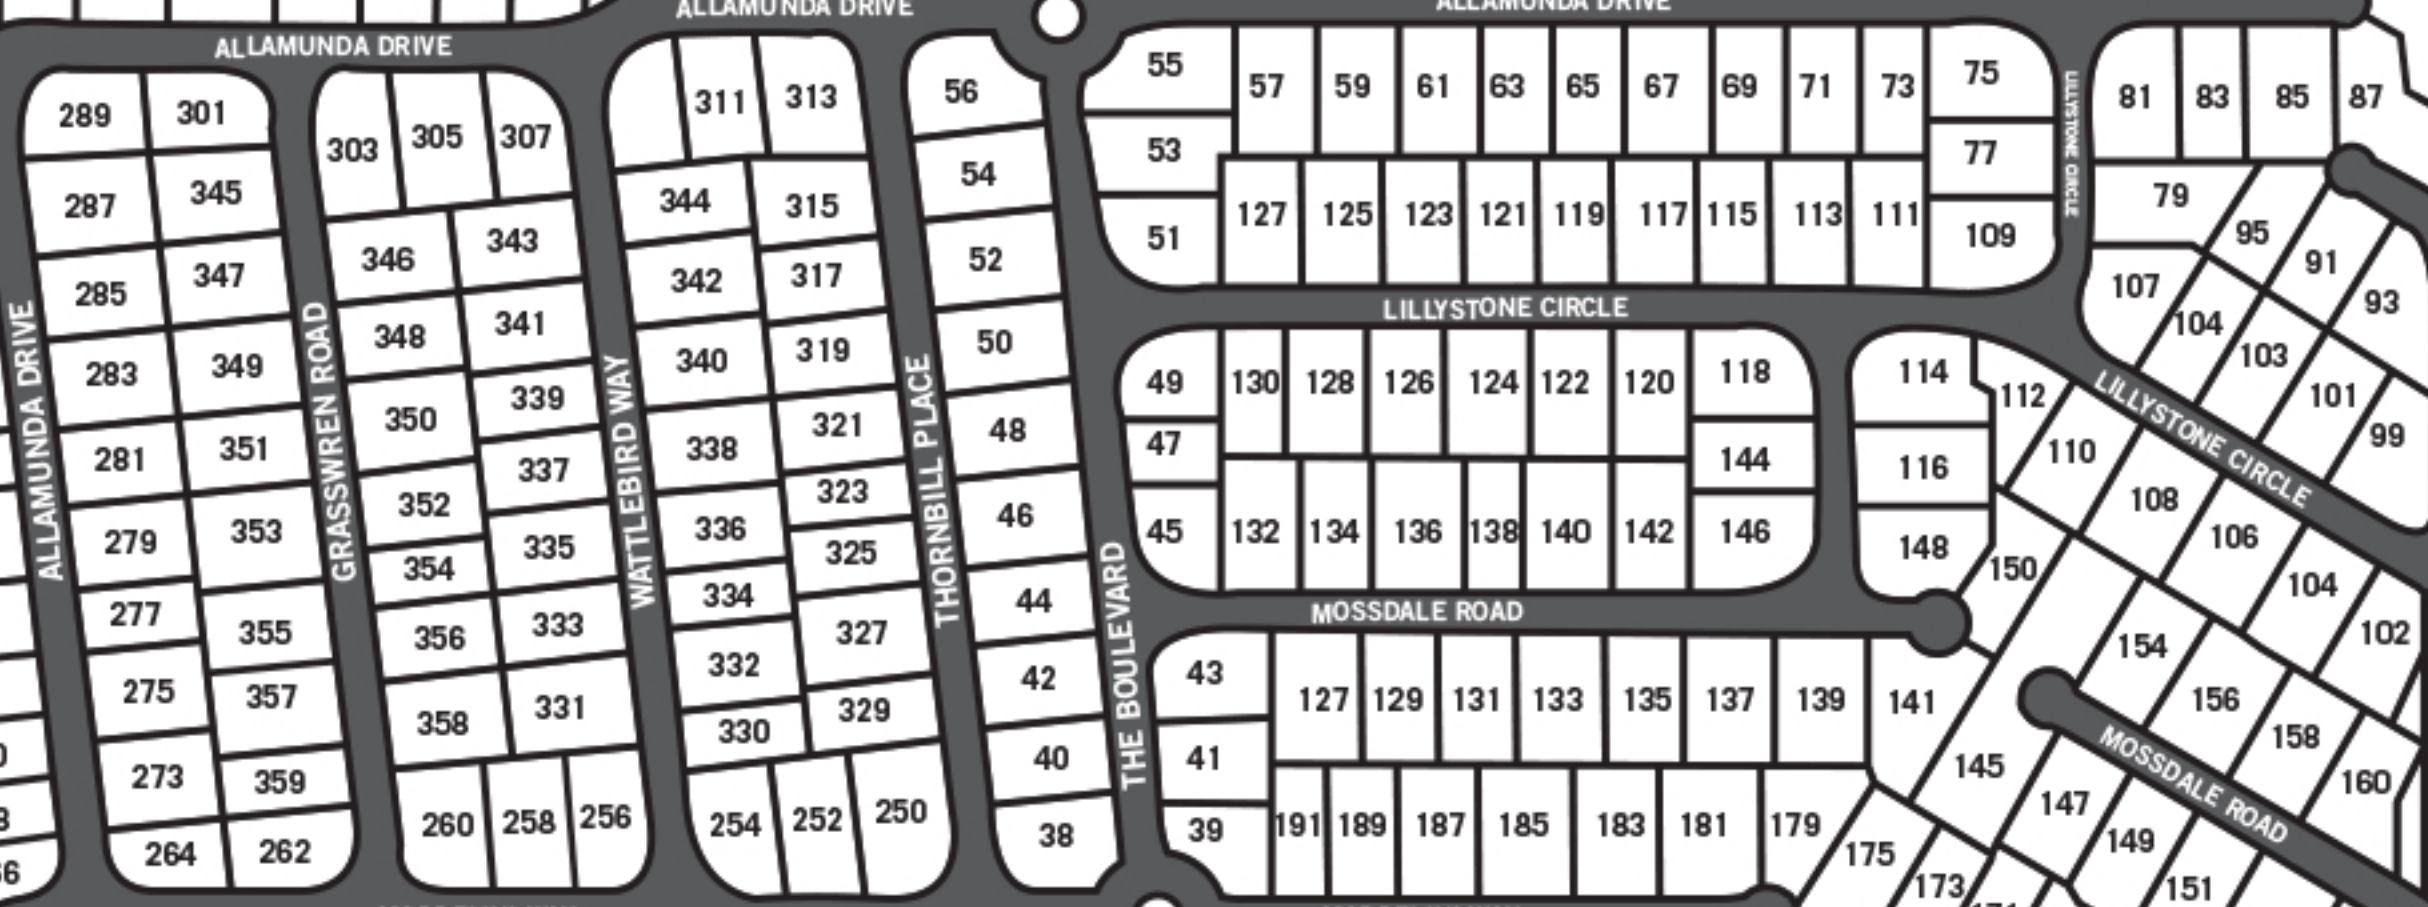 ALLAMUNDA DRIVE
ALLAMUNDA DRIVE
ALLAMUNDA DRIVE
289 301 303 305 307 311 313 56 55 57 59 61 63 65 67 69 71 73 75 81 83 85 87
287 345 346 343 344 315 54 53 77 79
285 347 348 341 342 317 52 51 127 125 123 121 119 117 115 113 111 109 107 95 91 93
LILLYSTONE CIRCLE
LILLYSTONE CIRCLE
104 103 101 99
283 349 350 339 340 319 50 49 130 128 126 124 122 120 118 114 112
LILLYSTONE CIRCLE
281 351 352 337 338 321 48 47 144 116 110 108 106 104 102
ALLAMUNDA DRIVE
GRASSWREN ROAD
WATTLEBIRD WAY
THORNBILL PLACE
THE BOULEVARD
279 353 354 335 336 323 325 46 45 132 134 136 138 140 142 146 148 150
277 355 356 333 334 327 44
MOSSDALE ROAD
275 357 358 331 332 329 42 43 127 129 131 133 135 137 139 141 154 156 158 160
273 359 330 40 41 145 147 149 151
MOSSDALE ROAD
264 262 260 258 256 254 252 250 38 39 191 189 187 185 183 181 179 175 173